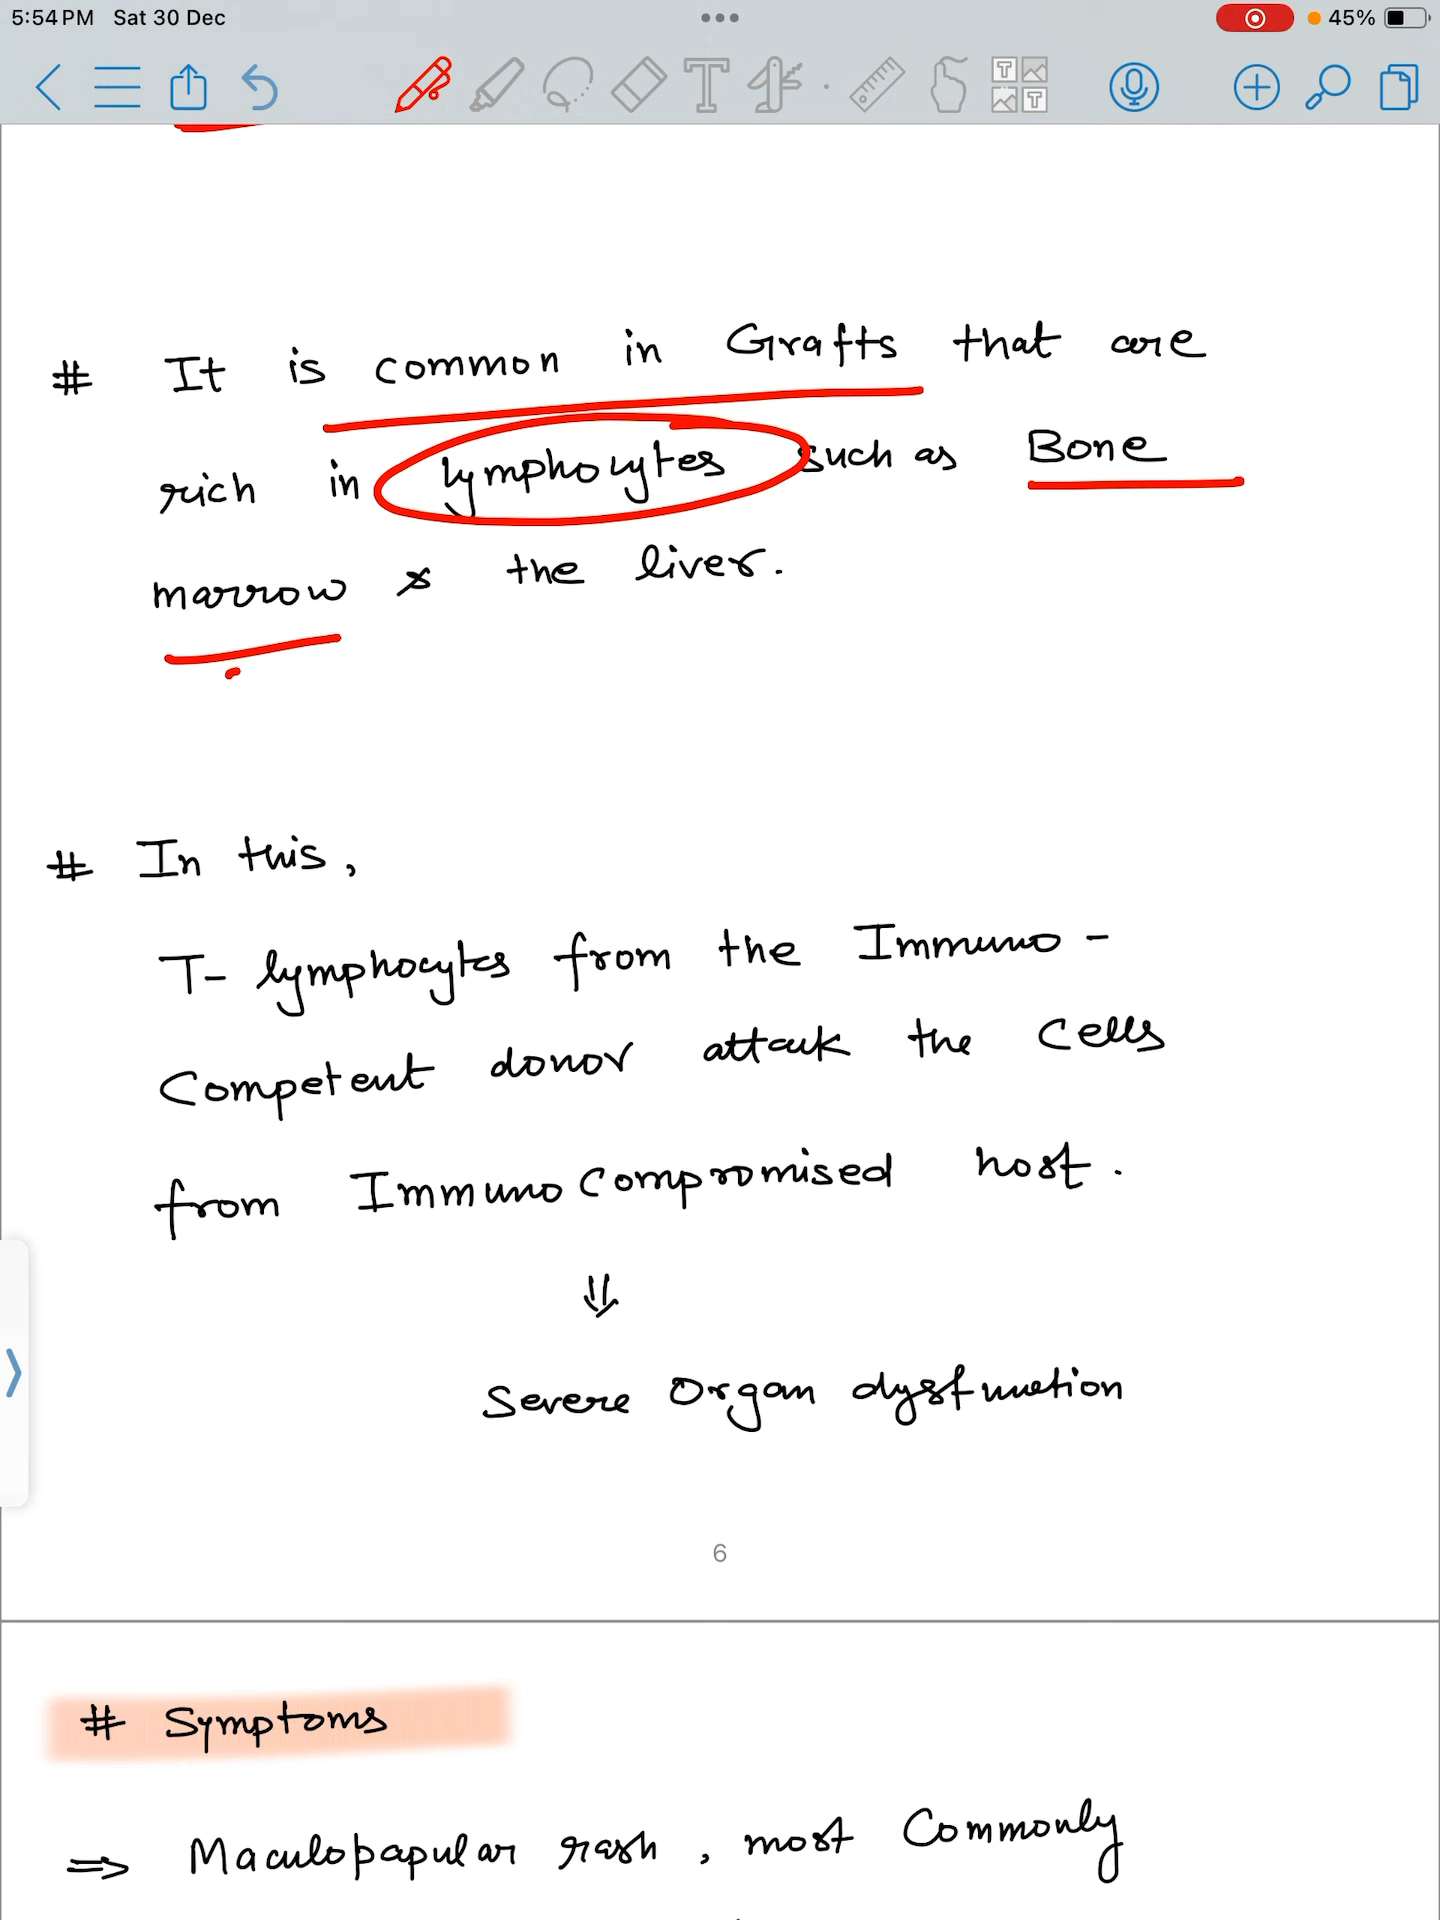 5:54 PM Sat 30 Dec
45%
# It is common in Grafts that are
rich in lymphocytes such as Bone
marrow & the liver.
# In this,
T- lymphocytes from the Immuno -
Competent donor attack the Cells
from Immuno Compromised host.
⇓
Severe Organ dysfunction
6
# Symptoms
⇒ Maculopapular rash, most Commonly